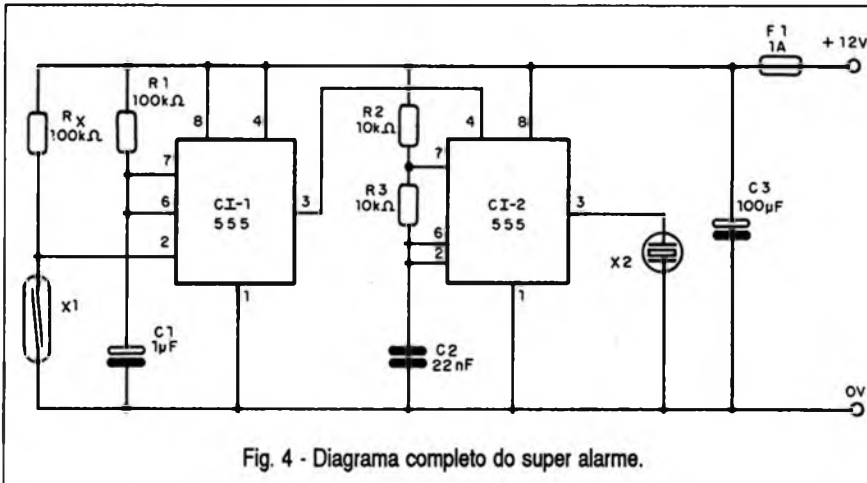 F1
1A
+12V
RX
100kΩ
R1
100kΩ
8
4
7
6
2
3
1
CI-1
555
X1
C1
1µF
R2
10kΩ
R3
10kΩ
4
8
7
6
2
3
1
CI-2
555
C2
22nF
X2
C3
100µF
0V
Fig. 4 - Diagrama completo do super alarme.